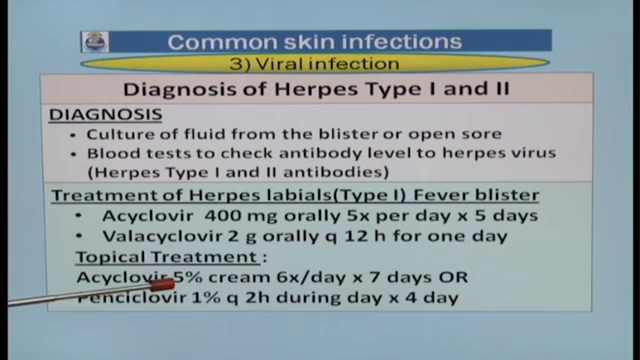 Common skin infections
3) Viral infection
Diagnosis of Herpes Type I and II
DIAGNOSIS
• Culture of fluid from the blister or open sore
• Blood tests to check antibody level to herpes virus
(Herpes Type I and II antibodies)
Treatment of Herpes labials(Type I) Fever blister
• Acyclovir 400 mg orally 5x per day x 5 days
• Valacyclovir 2 g orally q 12 h for one day
Topical Treatment :
Acyclovir 5% cream 6x/day x 7 days OR
Penciclovir 1% q 2h during day x 4 day